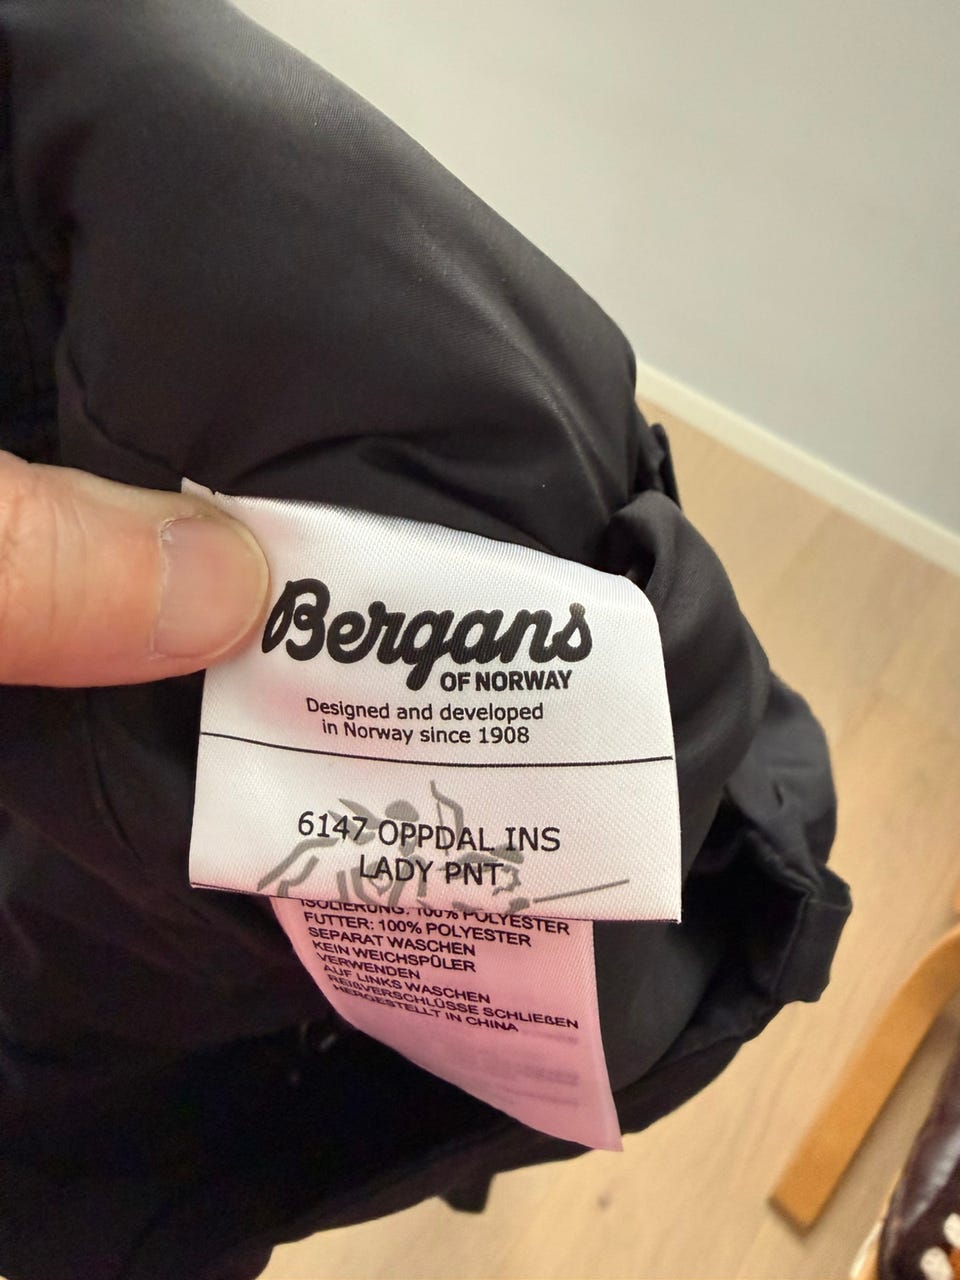 Bergans
OF NORWAY
Designed and developed
in Norway since 1908
6147 OPPDAL INS
LADY PNT
ISOLIERUNG: 100% POLYESTER
FUTTER: 100% POLYESTER
SEPARAT WASCHEN
KEIN WEICHSPÜLER
VERWENDEN
AUF LINKS WASCHEN
REIßVERSCHLÜSSE SCHLIEßEN
HERGESTELLT IN CHINA